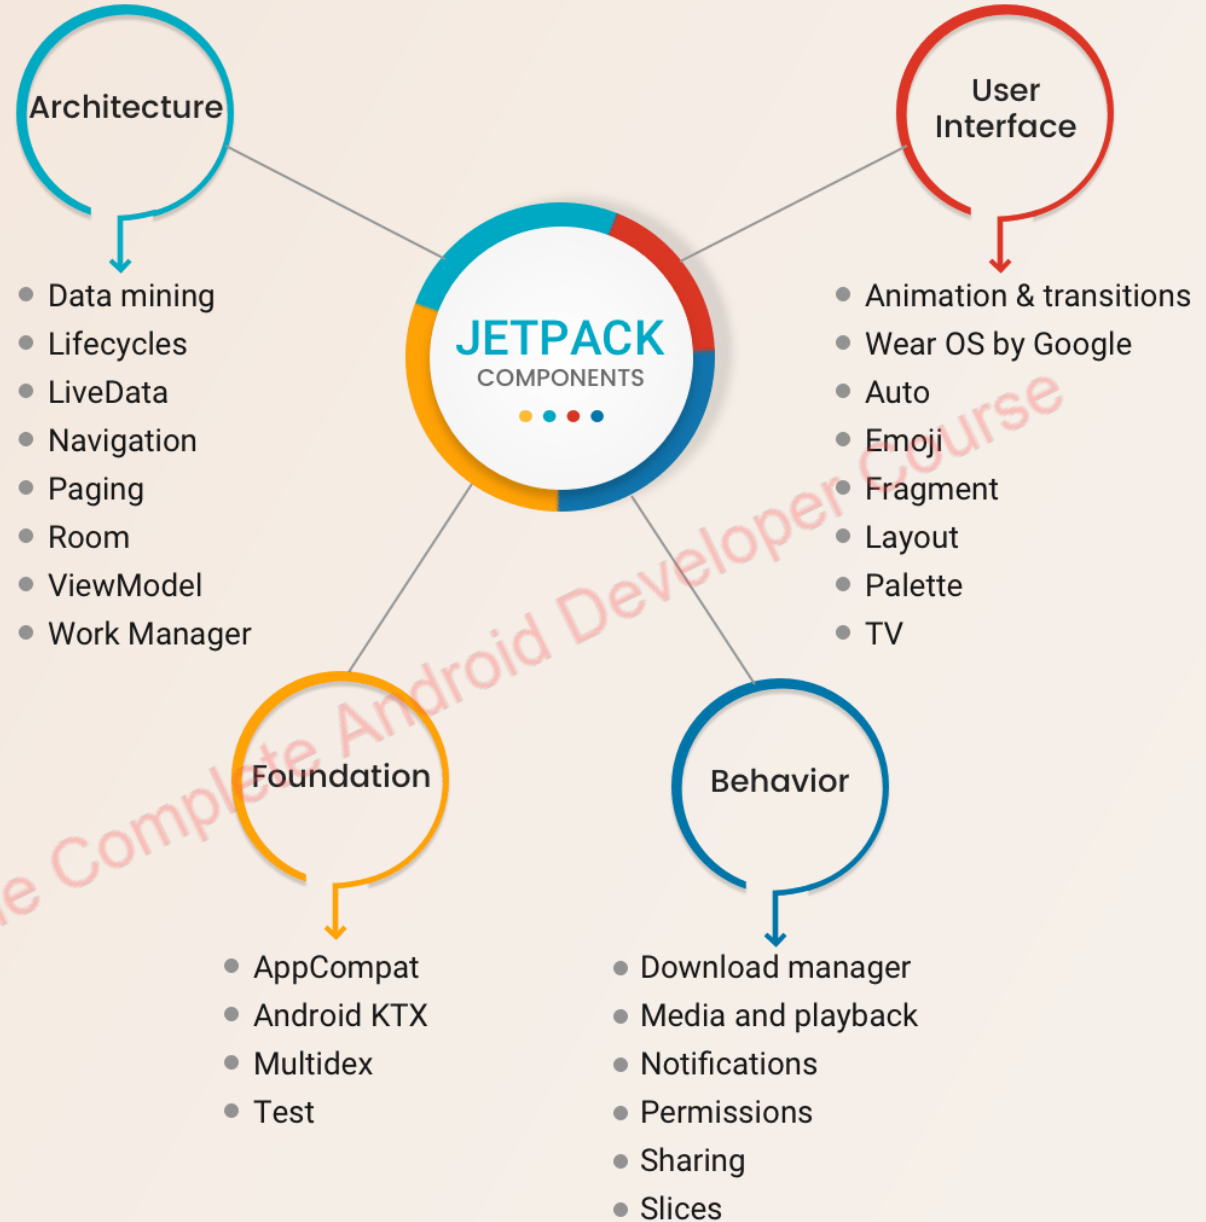 Architecture
User
Interface
JETPACK
COMPONENTS
Data mining
Lifecycles
LiveData
Navigation
Paging
Room
ViewModel
Work Manager
Animation & transitions
Wear OS by Google
Auto
Emoji
Fragment
Layout
Palette
TV
Foundation
Behavior
AppCompat
Android KTX
Multidex
Test
Download manager
Media and playback
Notifications
Permissions
Sharing
Slices
Complete Android Developer Course